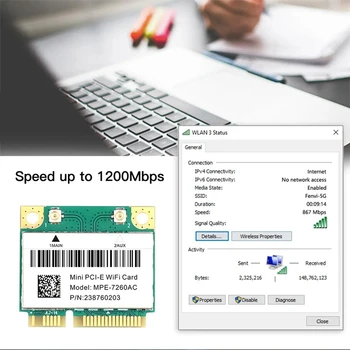 Speed up to 1200Mbps
1MAIN 2AUX
Mini PCI-E WiFi Card
Model: MPE-7260AC
P/N:238760203
WLAN 3 Status
General
Connection
IPv4 Connectivity: Internet
IPv6 Connectivity: No network access
Media State: Enabled
SSID: Fenvi-5G
Duration: 00:09:14
Speed: 867 Mbps
Signal Quality:
Details... Wireless Properties
Activity
Sent Received
Bytes: 2,325,216 148,762,123
Properties Disable Diagnose
Close